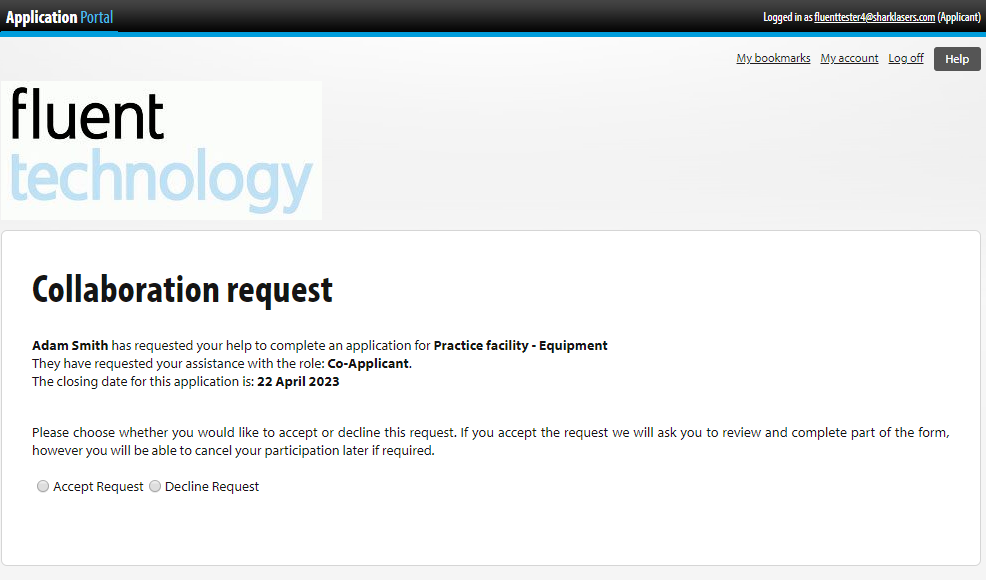 Application Portal
Logged in as fluenttester4@sharklasers.com (Applicant)
My bookmarks My account Log off Help
fluent
technology
Collaboration request
Adam Smith has requested your help to complete an application for Practice facility - Equipment
They have requested your assistance with the role: Co-Applicant.
The closing date for this application is: 22 April 2023
Please choose whether you would like to accept or decline this request. If you accept the request we will ask you to review and complete part of the form,
however you will be able to cancel your participation later if required.
Accept Request Decline Request